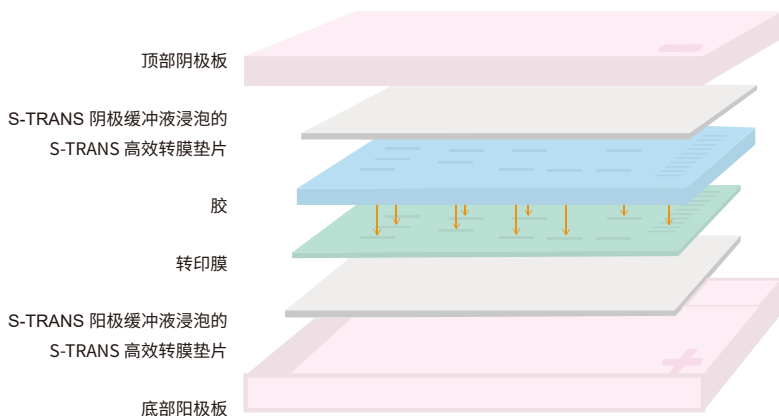 顶部阴极板
S-TRANS 阴极缓冲液浸泡的
S-TRANS 高效转膜垫片
胶
转印膜
S-TRANS 阳极缓冲液浸泡的
S-TRANS 高效转膜垫片
底部阳极板